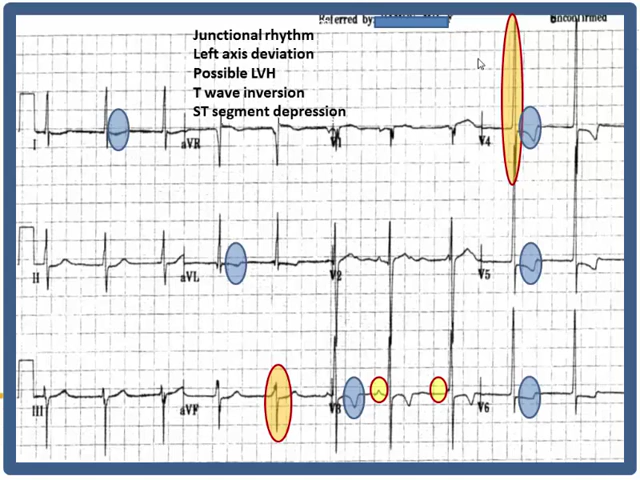 Referred by:
Unconfirmed
Junctional rhythm
Left axis deviation
Possible LVH
T wave inversion
ST segment depression
I
aVR
V1
V4
II
aVL
V2
V5
III
aVF
V3
V6